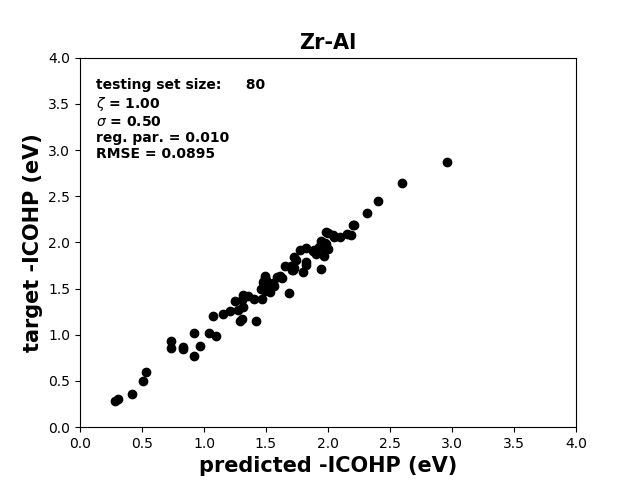 Zr-Al
testing set size: 80
ζ = 1.00
σ = 0.50
reg. par. = 0.010
RMSE = 0.0895
target -ICOHP (eV)
4.0
3.5
3.0
2.5
2.0
1.5
1.0
0.5
0.0
0.0 0.5 1.0 1.5 2.0 2.5 3.0 3.5 4.0
predicted -ICOHP (eV)